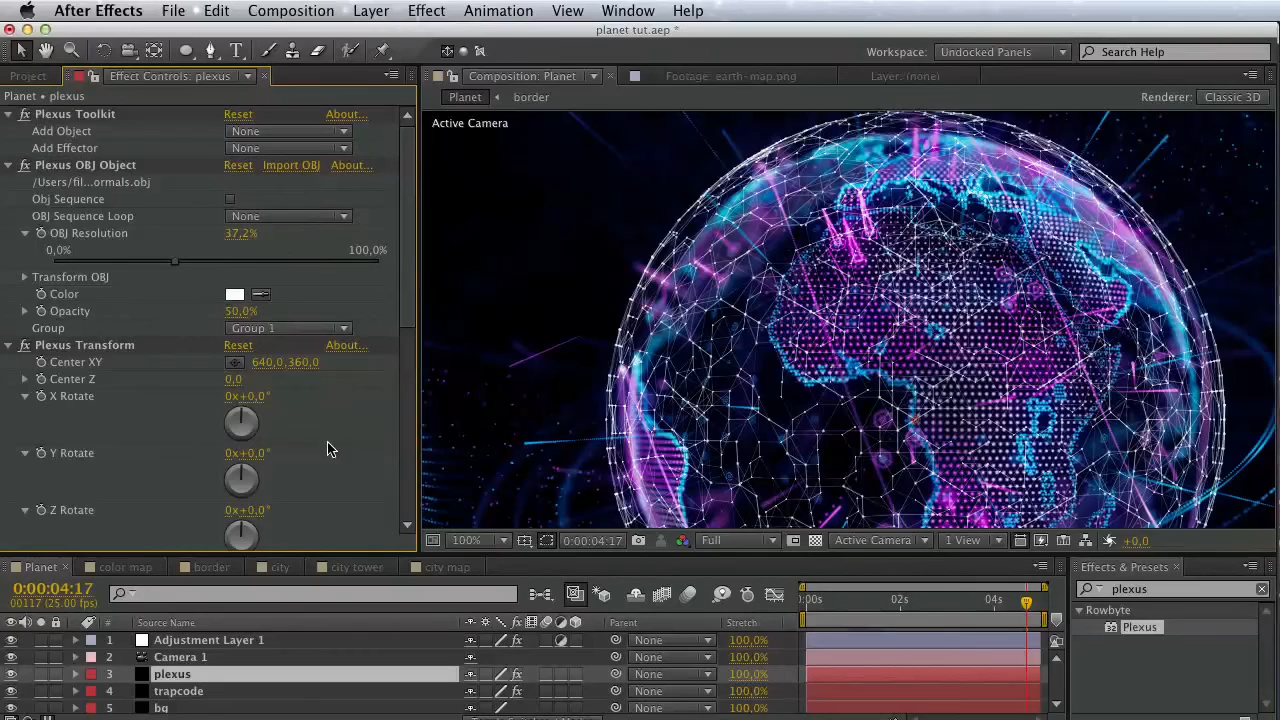 After Effects File Edit Composition Layer Effect Animation View Window Help
planet tut.aep *
Workspace: Undocked Panels Search Help
Project Effect Controls: plexus Composition: Planet Footage: earth-map.png Layer: (none)
Planet • plexus
Planet border Renderer: Classic 3D
Active Camera
fx Plexus Toolkit Reset About...
Add Object None
Add Effector None
fx Plexus OBJ Object Reset Import OBJ About...
/Users/fil...ormals.obj
Obj Sequence
OBJ Sequence Loop None
OBJ Resolution 37,2%
0,0% 100,0%
Transform OBJ
Color
Opacity 50,0%
Group Group 1
fx Plexus Transform Reset About...
Center XY 640,0,360,0
Center Z 0,0
X Rotate 0x+0,0°
Y Rotate 0x+0,0°
Z Rotate 0x+0,0°
100% 0:00:04:17 Full Active Camera 1 View +0,0
Planet color map border city city tower city map
Effects & Presets
0:00:04:17
00117 (25.00 fps)
plexus
:00s 02s 04s
Rowbyte
Plexus
# Source Name fx Parent Stretch
1 Adjustment Layer 1 fx None 100,0%
2 Camera 1 None 100,0%
3 plexus fx None 100,0%
4 trapcode fx None 100,0%
5 bg None 100,0%